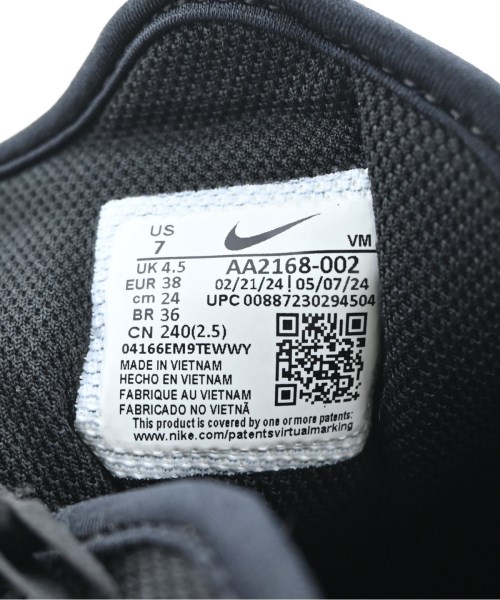 US
7
VM
UK 4.5
EUR 38
cm 24
BR 36
CN 240(2.5)
AA2168-002
02/21/24 | 05/07/24
UPC 00887230294504
04166EM9TEWWY
MADE IN VIETNAM
HECHO EN VIETNAM
FABRIQUE AU VIETNAM
FABRICADO NO VIETNÃ
This product is covered by one or more patents:
www.nike.com/patentsvirtualmarking